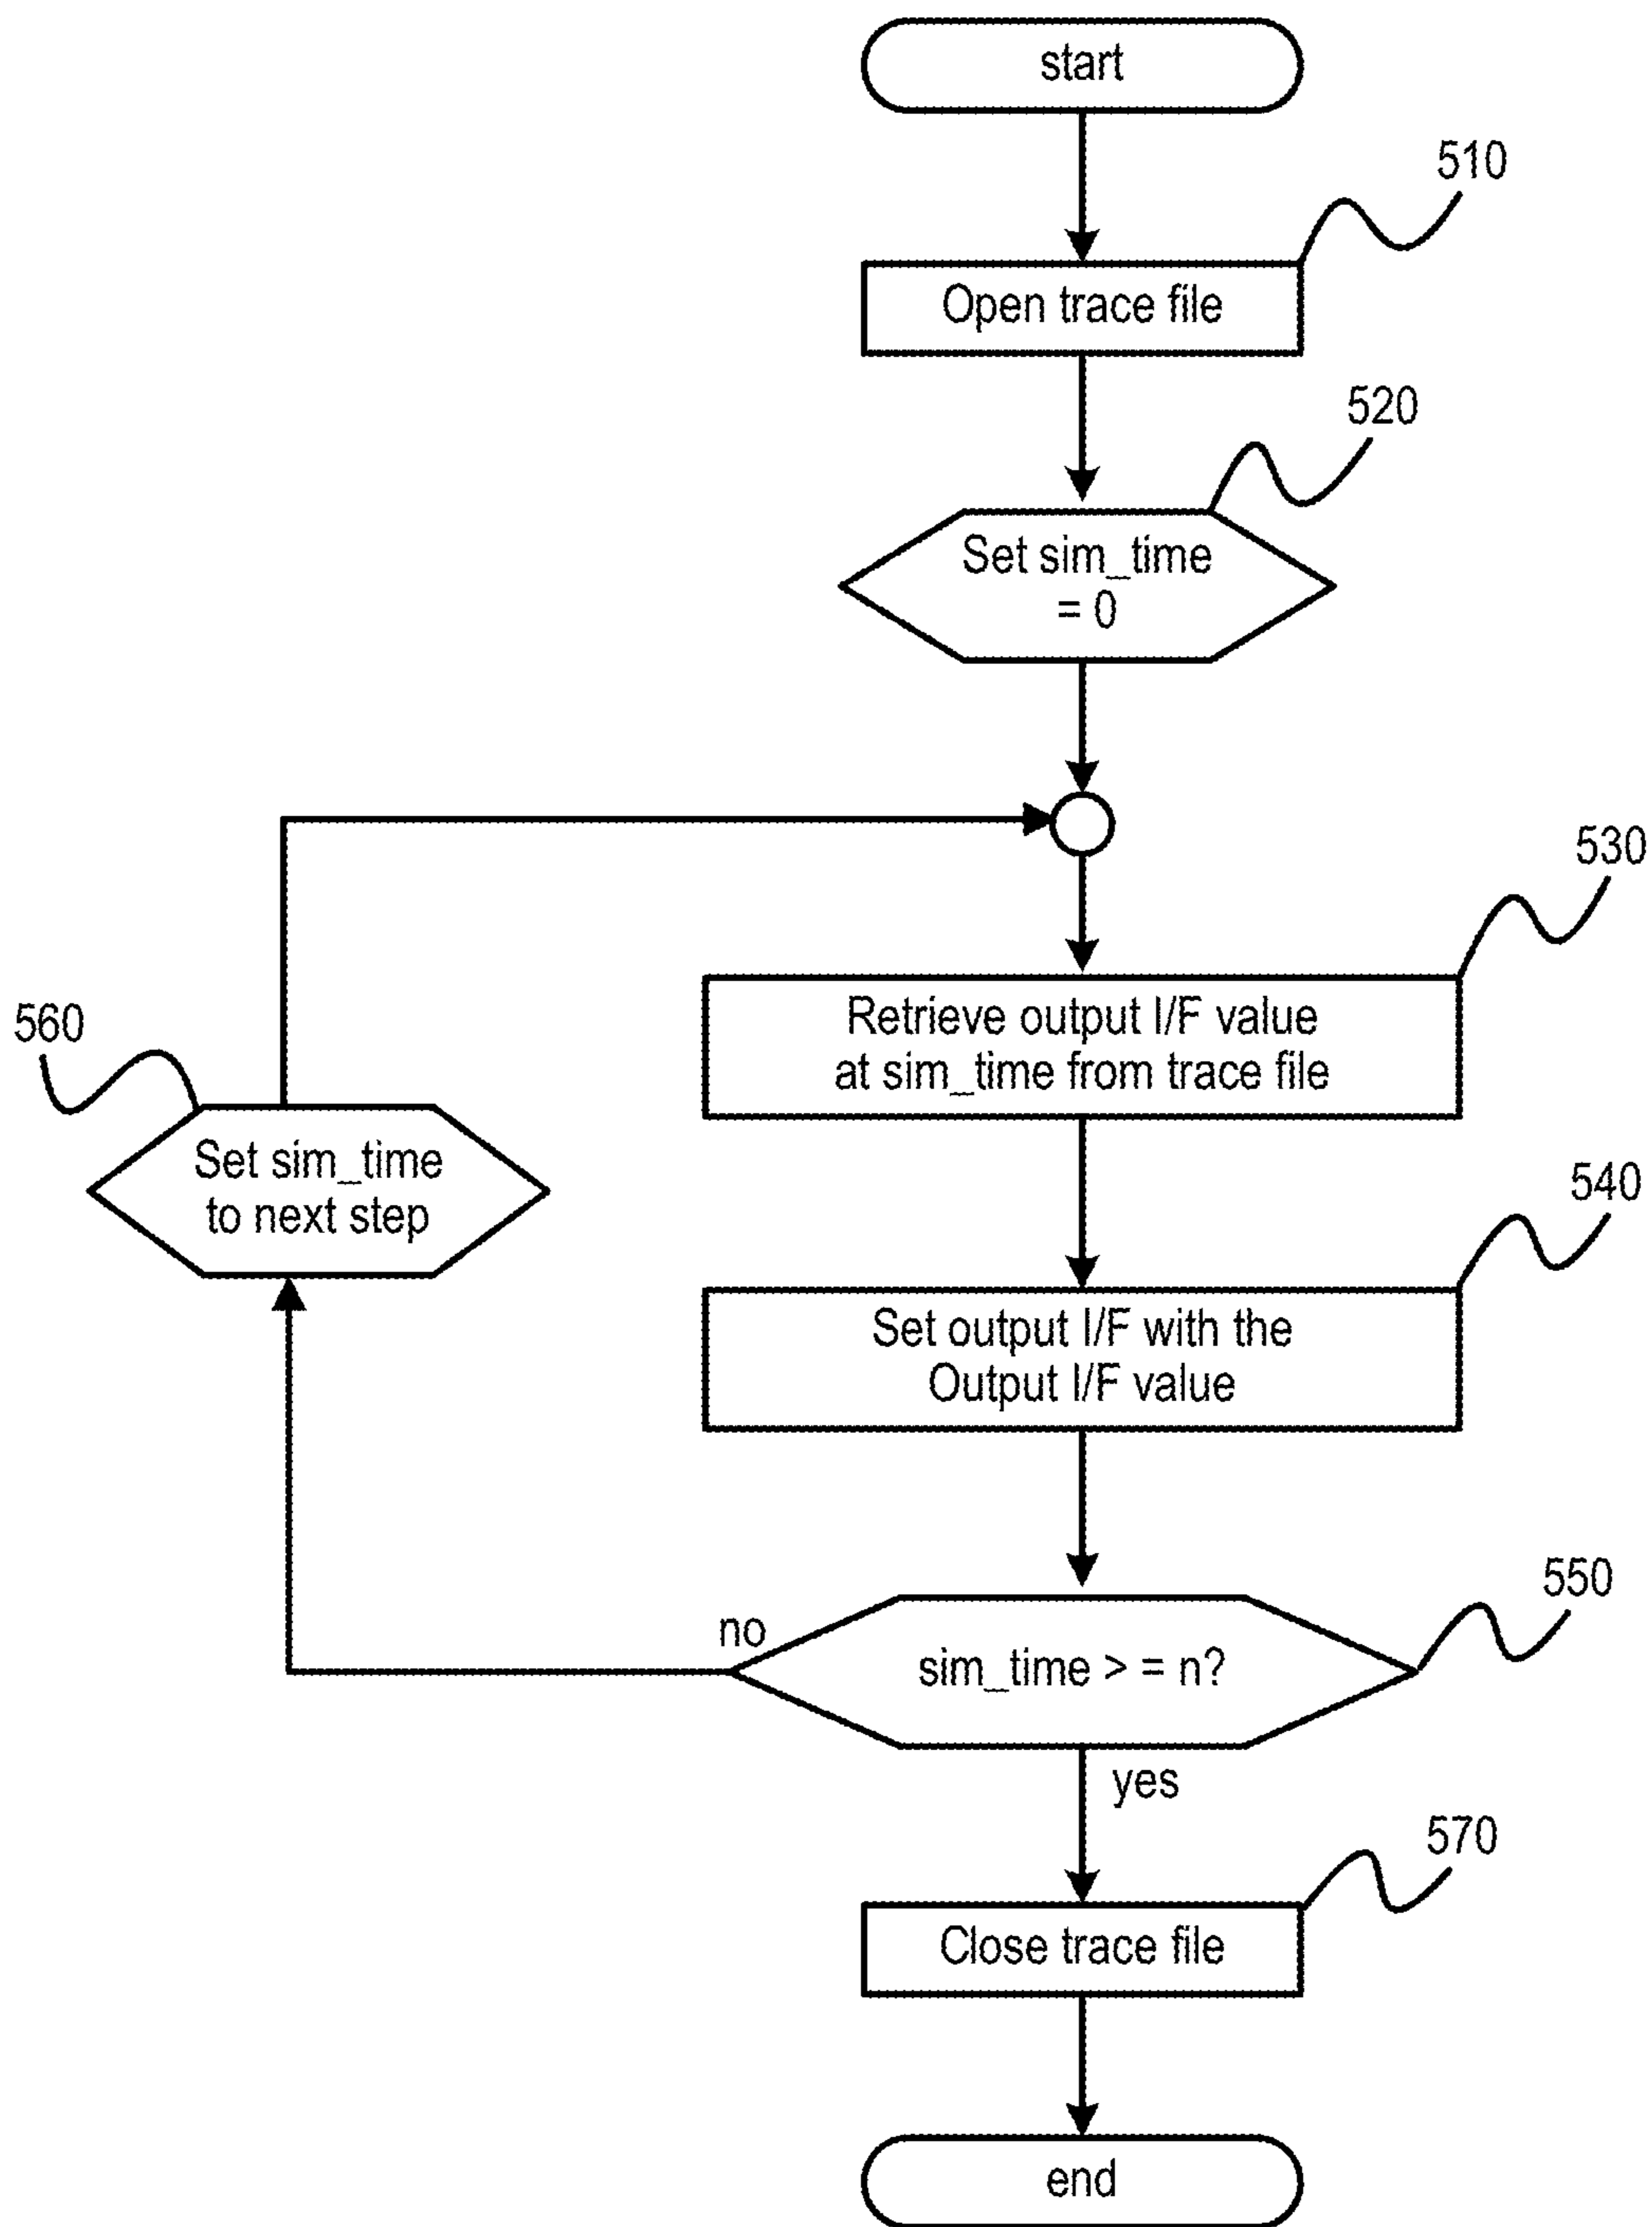 start
510
Open trace file
520
Set sim_time
= 0
530
Retrieve output I/F value
at sim_time from trace file
560
Set sim_time
to next step
540
Set output I/F with the
Output I/F value
550
no
sim_time > = n?
yes
570
Close trace file
end